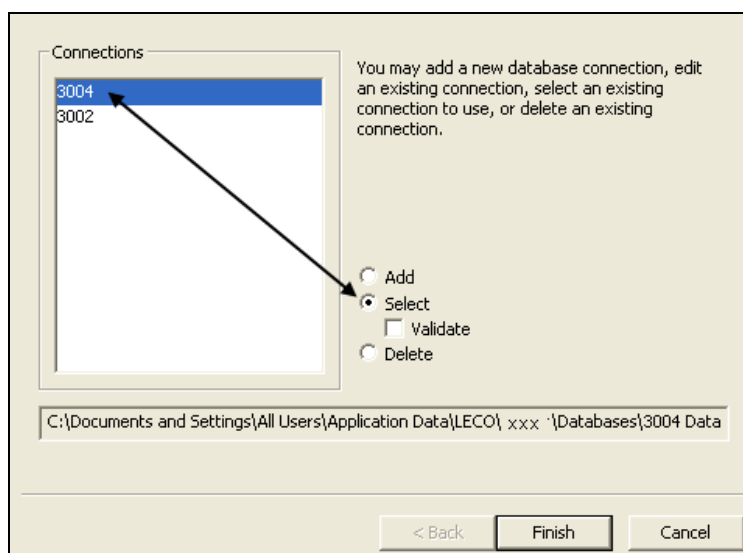 Connections
3004
3002
You may add a new database connection, edit
an existing connection, select an existing
connection to use, or delete an existing
connection.
Add
Select
Validate
Delete
C:\Documents and Settings\All Users\Application Data\LECO\ xxx \Databases\3004 Data
< Back
Finish
Cancel